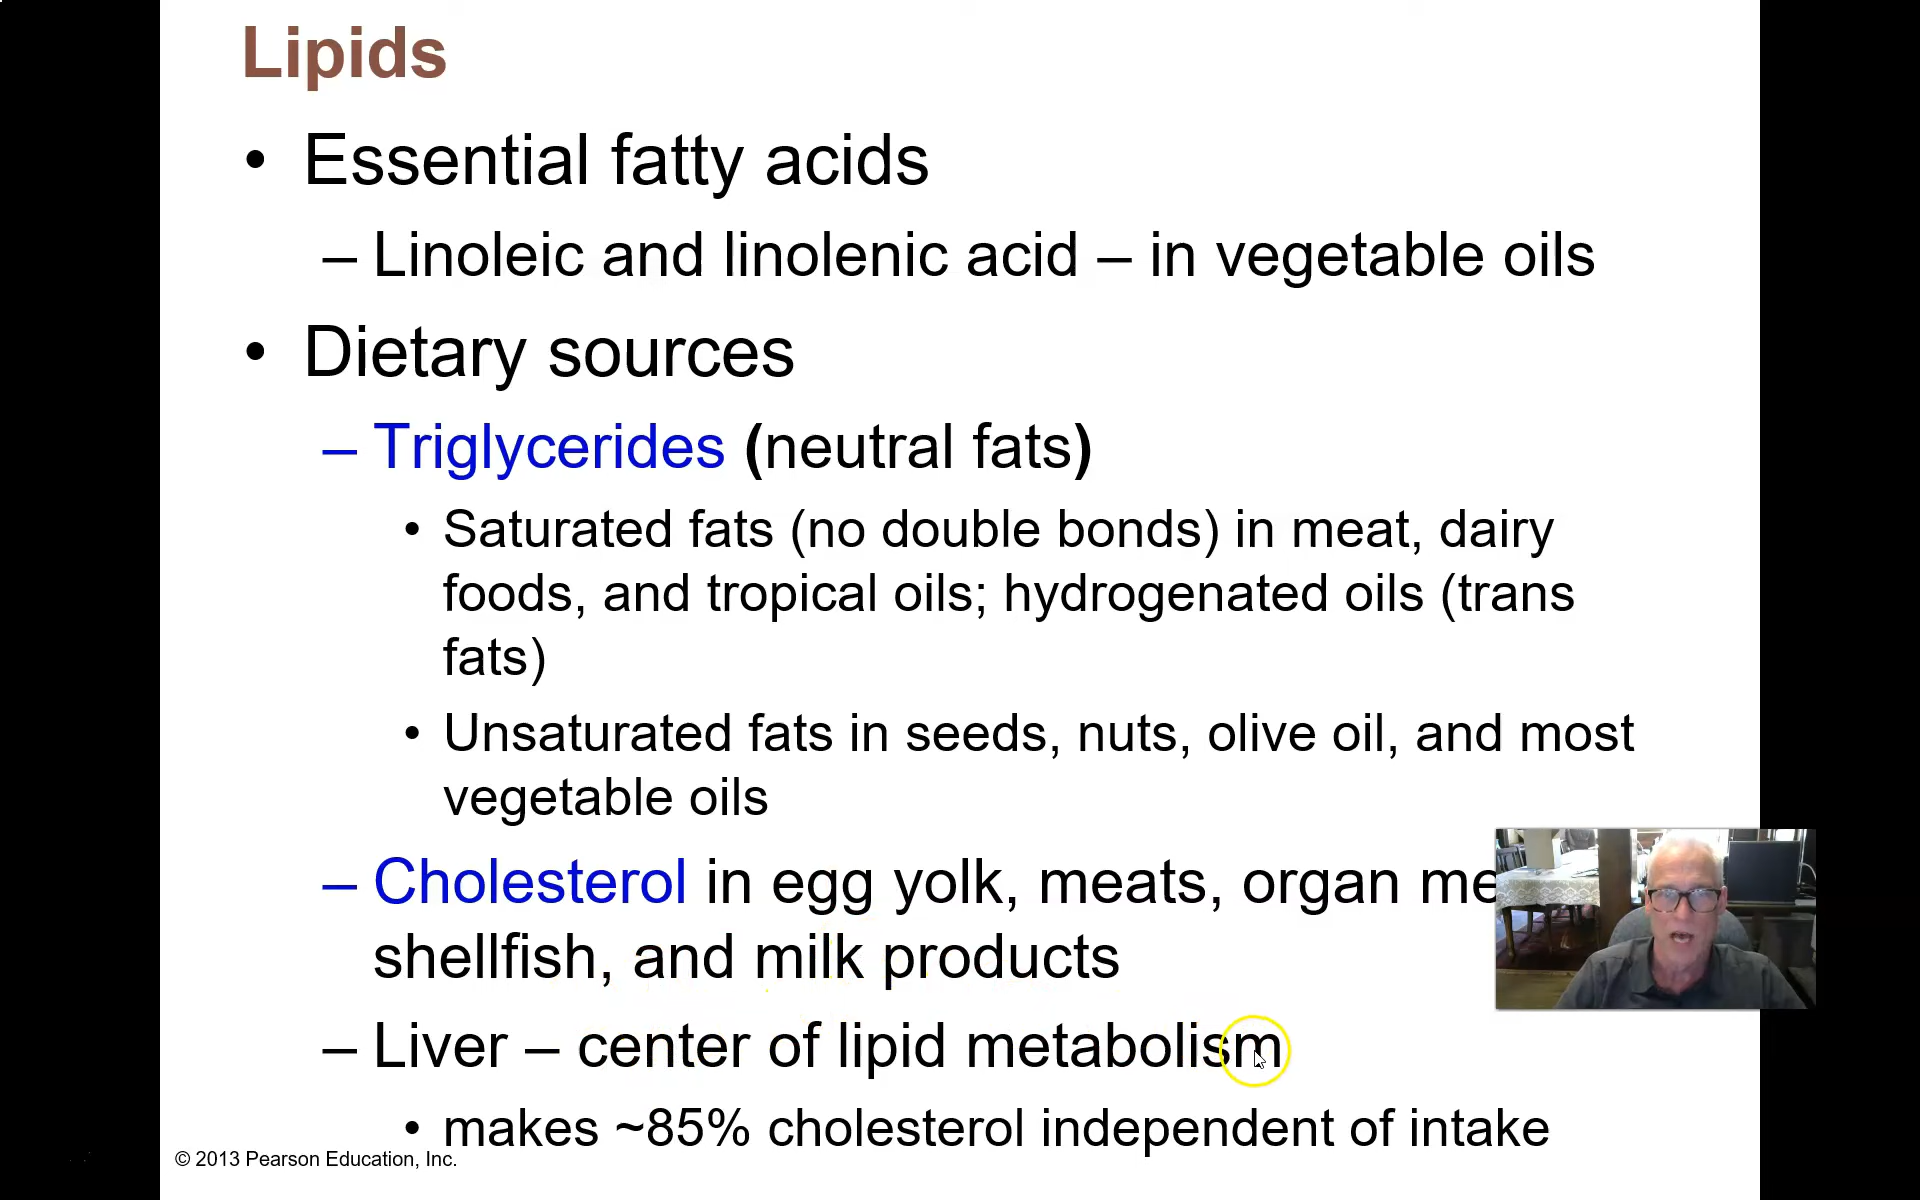 Lipids
• Essential fatty acids
– Linoleic and linolenic acid – in vegetable oils
• Dietary sources
– Triglycerides (neutral fats)
• Saturated fats (no double bonds) in meat, dairy
foods, and tropical oils; hydrogenated oils (trans
fats)
• Unsaturated fats in seeds, nuts, olive oil, and most
vegetable oils
– Cholesterol in egg yolk, meats, organ
shellfish, and milk products
– Liver – center of lipid metabolism
• makes ~85% cholesterol independent of intake
© 2013 Pearson Education, Inc.